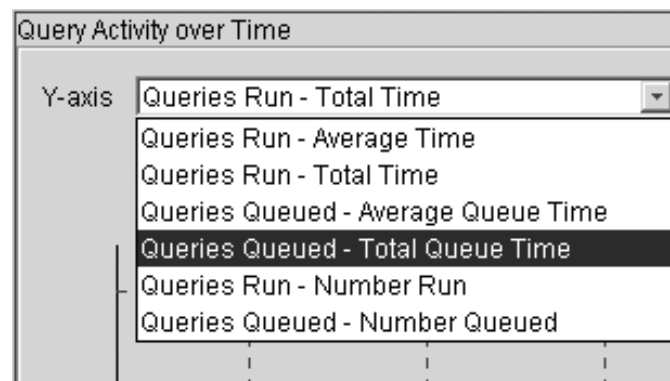 Query Activity over Time
Y-axis Queries Run - Total Time
Queries Run - Average Time
Queries Run - Total Time
Queries Queued - Average Queue Time
Queries Queued - Total Queue Time
Queries Run - Number Run
Queries Queued - Number Queued